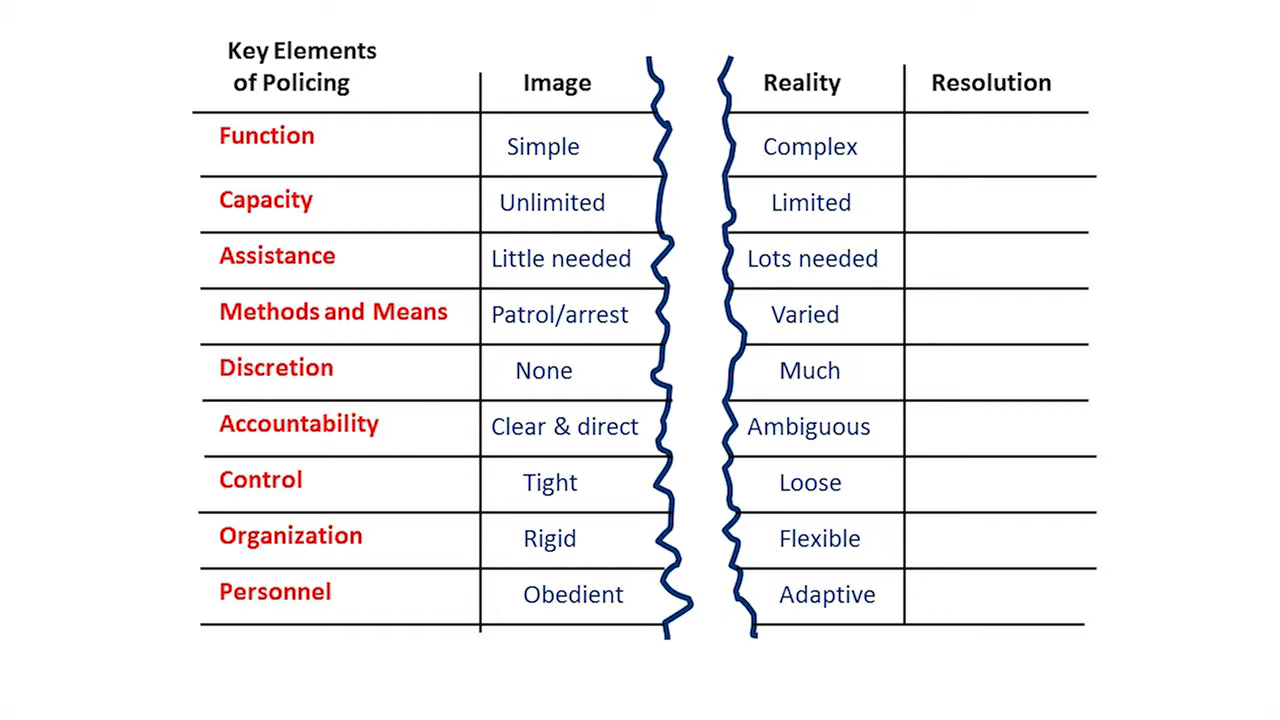 Key Elements
of Policing Image Reality Resolution
Function Simple Complex
Capacity Unlimited Limited
Assistance Little needed Lots needed
Methods and Means Patrol/arrest Varied
Discretion None Much
Accountability Clear & direct Ambiguous
Control Tight Loose
Organization Rigid Flexible
Personnel Obedient Adaptive